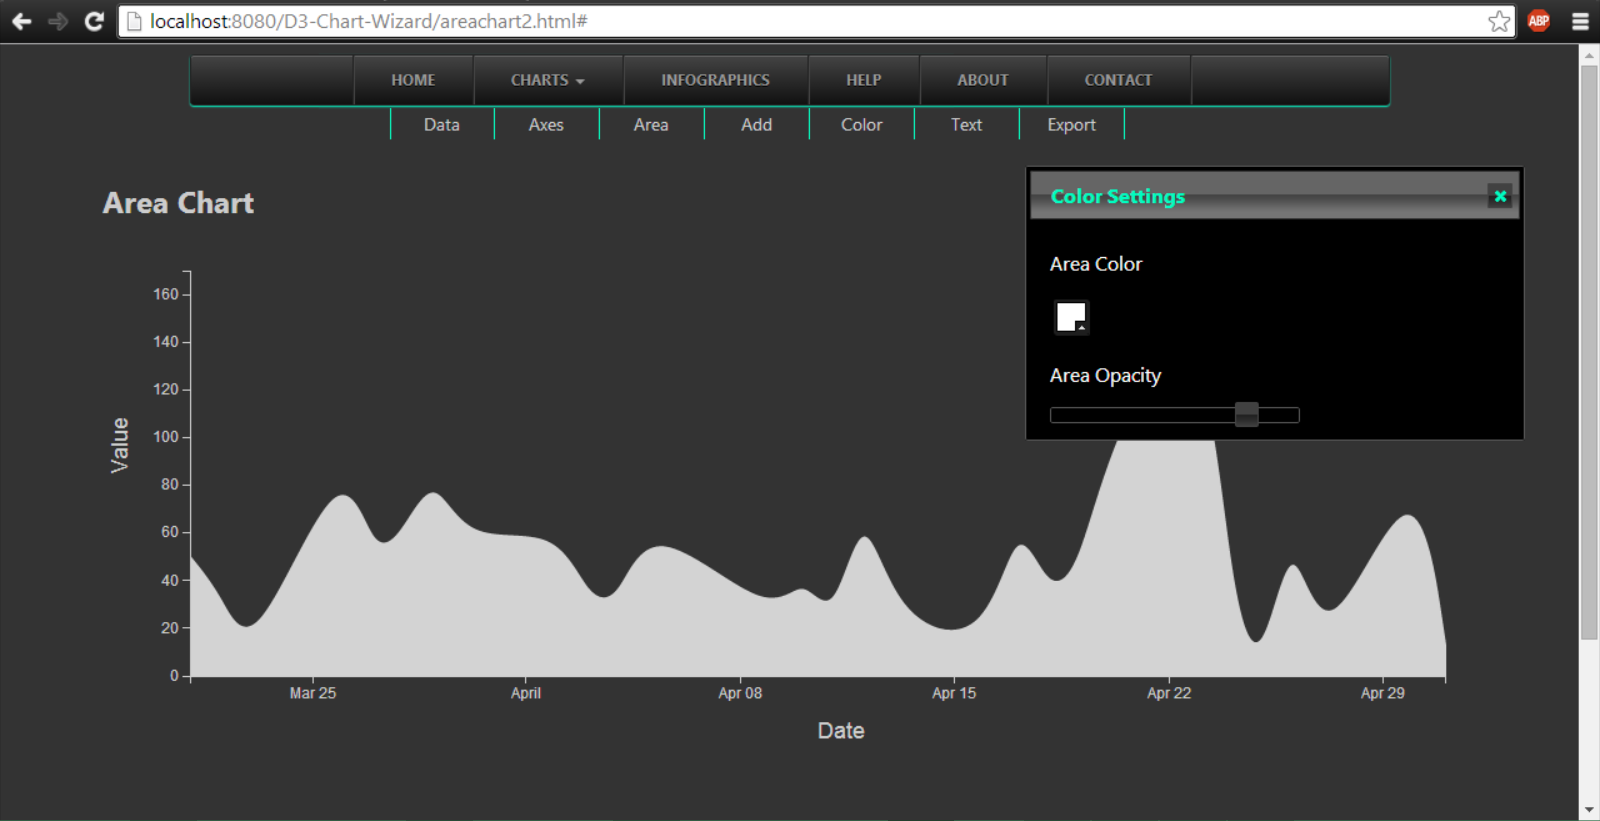 localhost:8080/D3-Chart-Wizard/areachart2.html#
ABP
HOME CHARTS INFOGRAPHICS HELP ABOUT CONTACT
Data Axes Area Add Color Text Export
Area Chart
Color Settings
Area Color
Area Opacity
160
140
120
100
80
60
40
20
0
Value
Mar 25 April Apr 08 Apr 15 Apr 22 Apr 29
Date